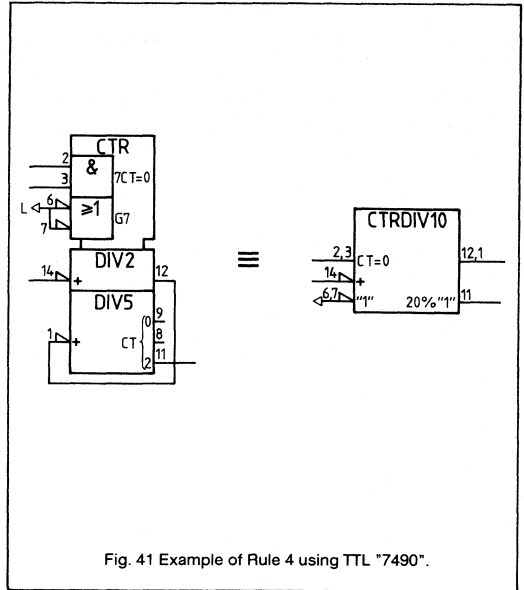 CTR
2 &
3 7CT=0
L 6 ≥1 G7
7
DIV2
14 + 12
DIV5
1 +
CT { 0 9
8
2 11
≡
CTRDIV10
2,3 CT=0 12,1
14 +
6,7 "1" 20%"1" 11
Fig. 41 Example of Rule 4 using TTL "7490".